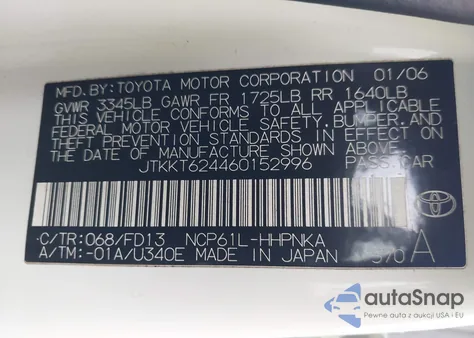 MFD.BY:TOYOTA MOTOR CORPORATION 01/06
GVWR 3345LB GAWR FR 1725LB RR 1640LB
THIS VEHICLE CONFORMS TO ALL APPLICABLE
FEDERAL MOTOR VEHICLE SAFETY, BUMPER, AND
THEFT PREVENTION STANDARDS IN EFFECT ON
THE DATE OF MANUFACTURE SHOWN ABOVE.
JTKKT624460152996 PASS.CAR
C/TR:068/FD13 NCP61L-HHPNKA
A/TM:-01A/U340E MADE IN JAPAN 370 A
TOYOTA
autoSnap
Pewne auta z aukcji USA i EU